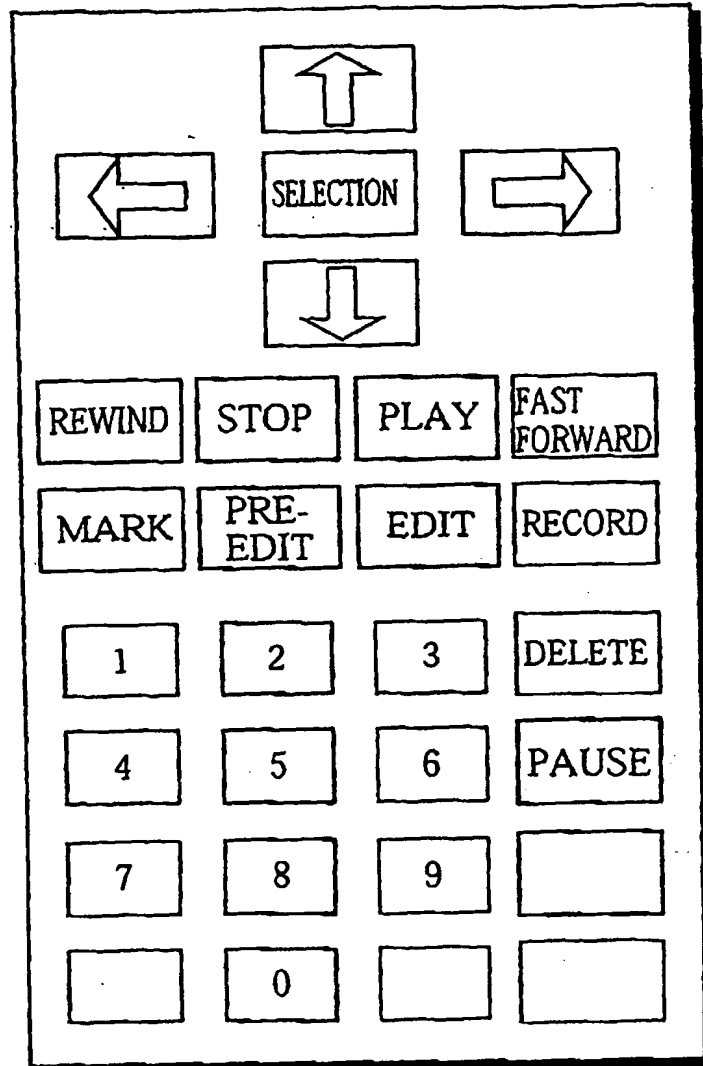 SELECTION
REWIND STOP PLAY FAST FORWARD
MARK PRE-EDIT EDIT RECORD
1 2 3 DELETE
4 5 6 PAUSE
7 8 9
0